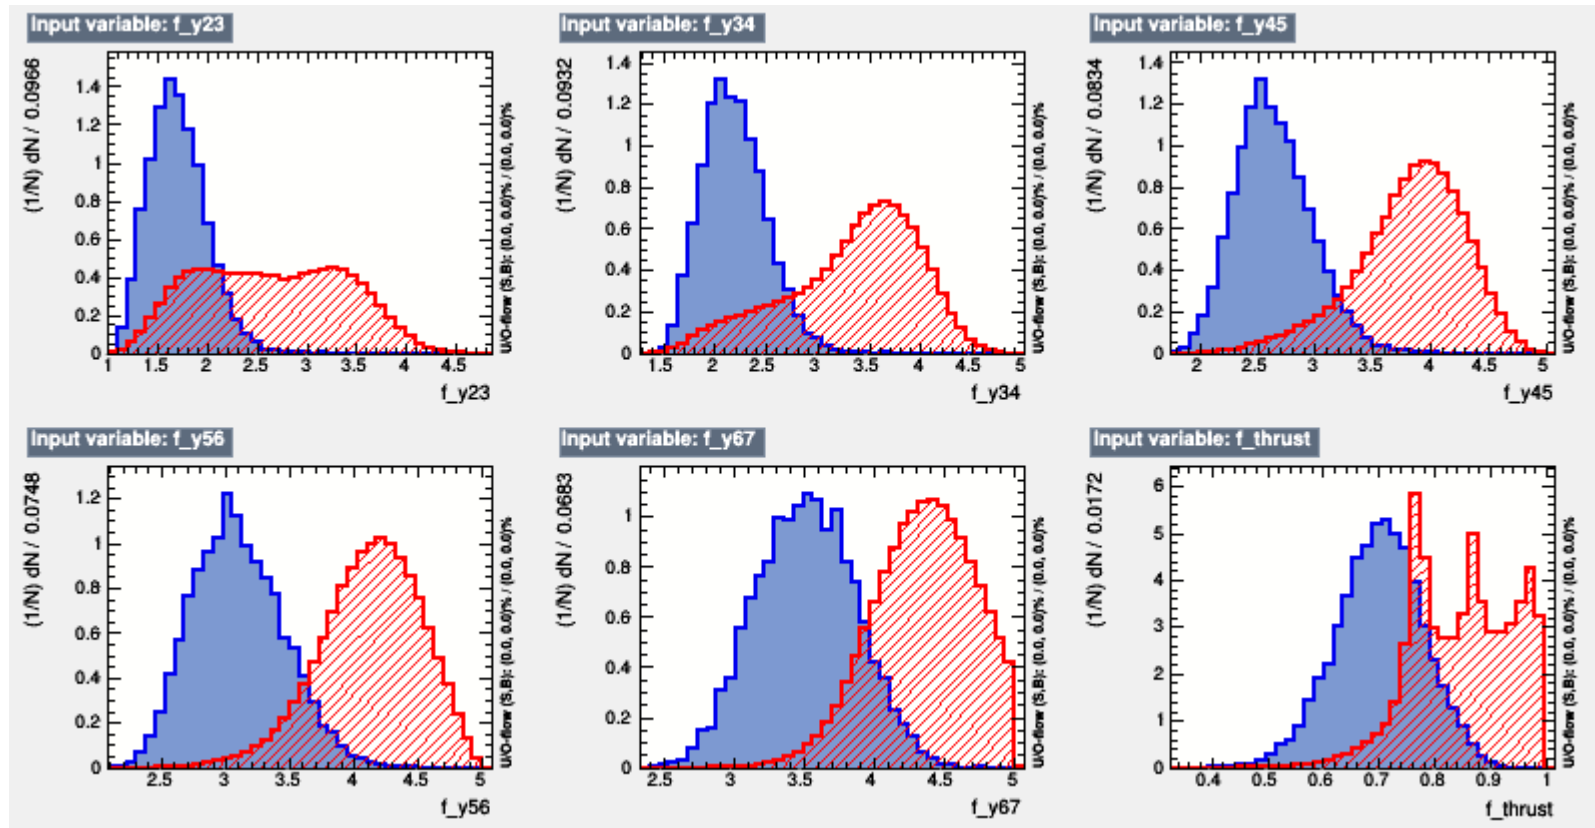 Input variable: f_y23
(1/N) dN / 0.0966
1.4
1.2
1
0.8
0.6
0.4
0.2
0
1 1.5 2 2.5 3 3.5 4 4.5
f_y23
U/O-flow (S,B): (0.0, 0.0)% / (0.0, 0.0)%
Input variable: f_y34
(1/N) dN / 0.0932
1.4
1.2
1
0.8
0.6
0.4
0.2
0
1.5 2 2.5 3 3.5 4 4.5 5
f_y34
U/O-flow (S,B): (0.0, 0.0)% / (0.0, 0.0)%
Input variable: f_y45
(1/N) dN / 0.0834
1.4
1.2
1
0.8
0.6
0.4
0.2
0
2 2.5 3 3.5 4 4.5 5
f_y45
U/O-flow (S,B): (0.0, 0.0)% / (0.0, 0.0)%
Input variable: f_y56
(1/N) dN / 0.0748
1.2
1
0.8
0.6
0.4
0.2
0
2.5 3 3.5 4 4.5 5
f_y56
U/O-flow (S,B): (0.0, 0.0)% / (0.0, 0.0)%
Input variable: f_y67
(1/N) dN / 0.0683
1
0.8
0.6
0.4
0.2
0
2.5 3 3.5 4 4.5 5
f_y67
U/O-flow (S,B): (0.0, 0.0)% / (0.0, 0.0)%
Input variable: f_thrust
(1/N) dN / 0.0172
6
5
4
3
2
1
0
0.4 0.5 0.6 0.7 0.8 0.9 1
f_thrust
U/O-flow (S,B): (0.0, 0.0)% / (0.0, 0.0)%